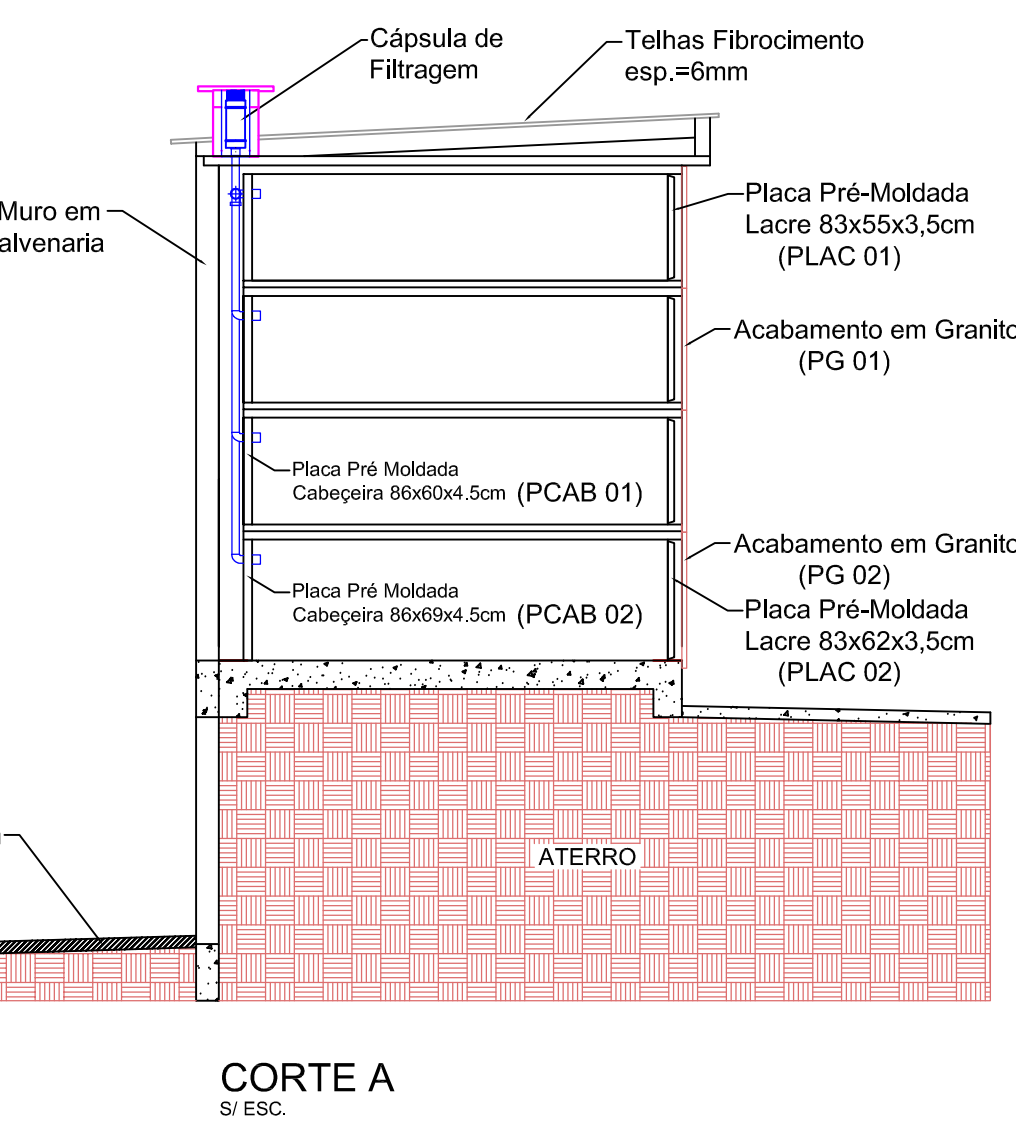 Cápsula de
Filtragem
Telhas Fibrocimento
esp.=6mm
Muro em
alvenaria
Placa Pré-Moldada
Lacre 83x55x3,5cm
(PLAC 01)
Acabamento em Granito
(PG 01)
Placa Pré Moldada
Cabeçeira 86x60x4.5cm (PCAB 01)
Acabamento em Granito
(PG 02)
Placa Pré Moldada
Cabeçeira 86x69x4.5cm (PCAB 02)
Placa Pré-Moldada
Lacre 83x62x3,5cm
(PLAC 02)
ATERRO
CORTE A
S/ ESC.